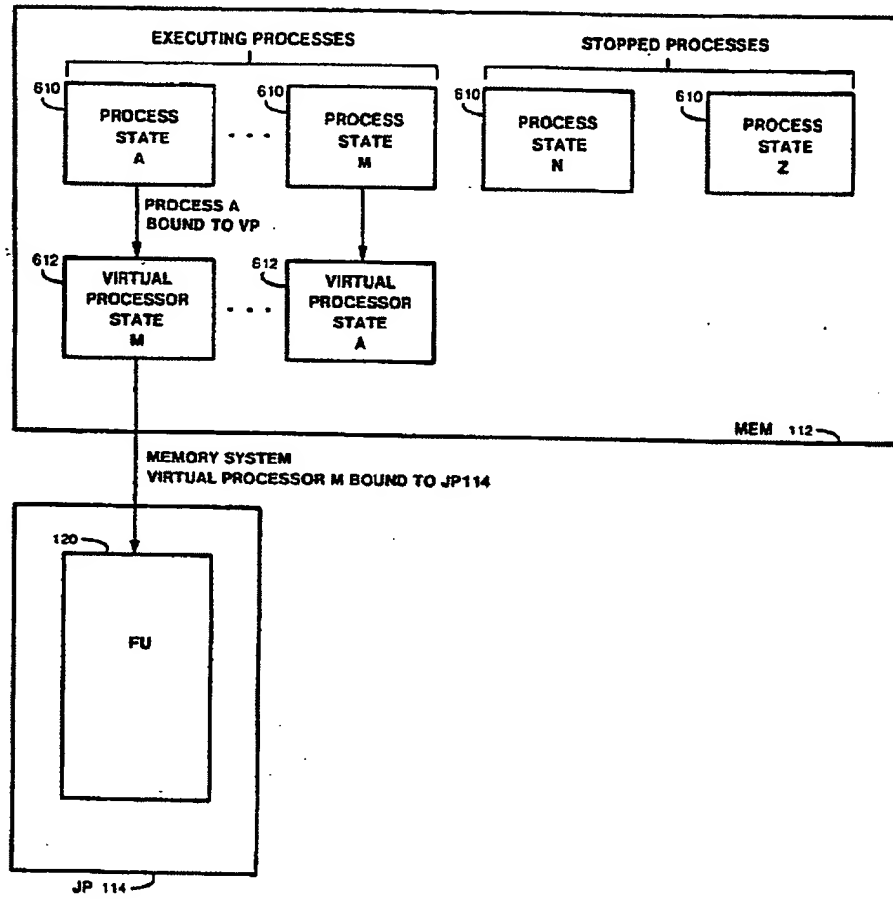 EXECUTING PROCESSES
STOPPED PROCESSES
610
PROCESS
STATE
A
610
PROCESS
STATE
M
610
PROCESS
STATE
N
610
PROCESS
STATE
Z
PROCESS A
BOUND TO VP
612
VIRTUAL
PROCESSOR
STATE
M
612
VIRTUAL
PROCESSOR
STATE
A
MEM 112
MEMORY SYSTEM
VIRTUAL PROCESSOR M BOUND TO JP114
120
FU
JP 114